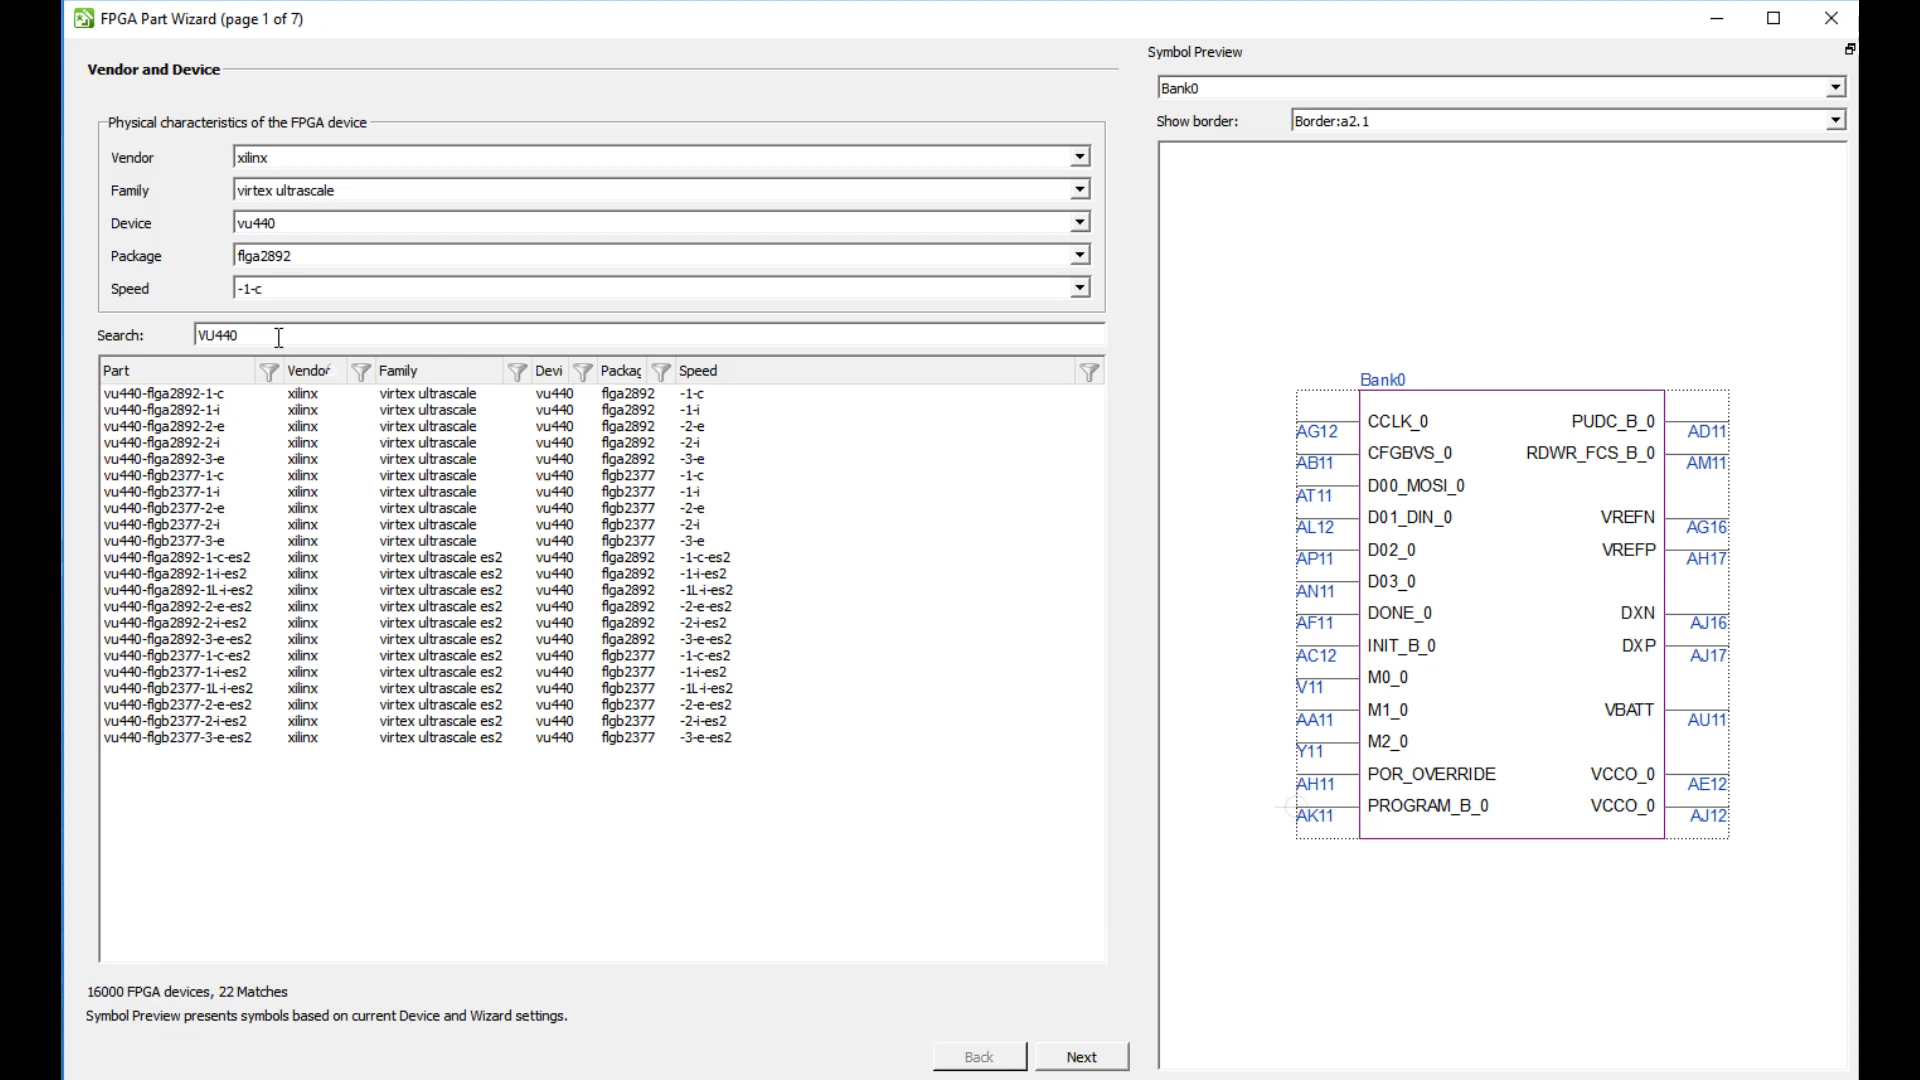 FPGA Part Wizard (page 1 of 7)
Vendor and Device
Physical characteristics of the FPGA device
Vendor xilinx
Family virtex ultrascale
Device vu440
Package flga2892
Speed -1-c
Search: VU440
Part Vendor Family Devi Packag Speed
vu440-flga2892-1-c xilinx virtex ultrascale vu440 flga2892 -1-c
vu440-flga2892-1-i xilinx virtex ultrascale vu440 flga2892 -1-i
vu440-flga2892-2-e xilinx virtex ultrascale vu440 flga2892 -2-e
vu440-flga2892-2-i xilinx virtex ultrascale vu440 flga2892 -2-i
vu440-flga2892-3-e xilinx virtex ultrascale vu440 flga2892 -3-e
vu440-flgb2377-1-c xilinx virtex ultrascale vu440 flgb2377 -1-c
vu440-flgb2377-1-i xilinx virtex ultrascale vu440 flgb2377 -1-i
vu440-flgb2377-2-e xilinx virtex ultrascale vu440 flgb2377 -2-e
vu440-flgb2377-2-i xilinx virtex ultrascale vu440 flgb2377 -2-i
vu440-flgb2377-3-e xilinx virtex ultrascale vu440 flgb2377 -3-e
vu440-flga2892-1-c-es2 xilinx virtex ultrascale es2 vu440 flga2892 -1-c-es2
vu440-flga2892-1-i-es2 xilinx virtex ultrascale es2 vu440 flga2892 -1-i-es2
vu440-flga2892-1L-i-es2 xilinx virtex ultrascale es2 vu440 flga2892 -1L-i-es2
vu440-flga2892-2-e-es2 xilinx virtex ultrascale es2 vu440 flga2892 -2-e-es2
vu440-flga2892-2-i-es2 xilinx virtex ultrascale es2 vu440 flga2892 -2-i-es2
vu440-flga2892-3-e-es2 xilinx virtex ultrascale es2 vu440 flga2892 -3-e-es2
vu440-flgb2377-1-c-es2 xilinx virtex ultrascale es2 vu440 flgb2377 -1-c-es2
vu440-flgb2377-1-i-es2 xilinx virtex ultrascale es2 vu440 flgb2377 -1-i-es2
vu440-flgb2377-1L-i-es2 xilinx virtex ultrascale es2 vu440 flgb2377 -1L-i-es2
vu440-flgb2377-2-e-es2 xilinx virtex ultrascale es2 vu440 flgb2377 -2-e-es2
vu440-flgb2377-2-i-es2 xilinx virtex ultrascale es2 vu440 flgb2377 -2-i-es2
vu440-flgb2377-3-e-es2 xilinx virtex ultrascale es2 vu440 flgb2377 -3-e-es2
16000 FPGA devices, 22 Matches
Symbol Preview presents symbols based on current Device and Wizard settings.
Back Next
Symbol Preview
Bank0
Show border: Border:a2.1
Bank0
AG12 CCLK_0 PUDC_B_0 AD11
AB11 CFGBVS_0 RDWR_FCS_B_0 AM11
AT11 D00_MOSI_0
AL12 D01_DIN_0 VREFN AG16
AP11 D02_0 VREFP AH17
AN11 D03_0
AF11 DONE_0 DXN AJ16
AC12 INIT_B_0 DXP AJ17
V11 M0_0
AA11 M1_0 VBATT AU11
Y11 M2_0
AH11 POR_OVERRIDE VCCO_0 AE12
AK11 PROGRAM_B_0 VCCO_0 AJ12